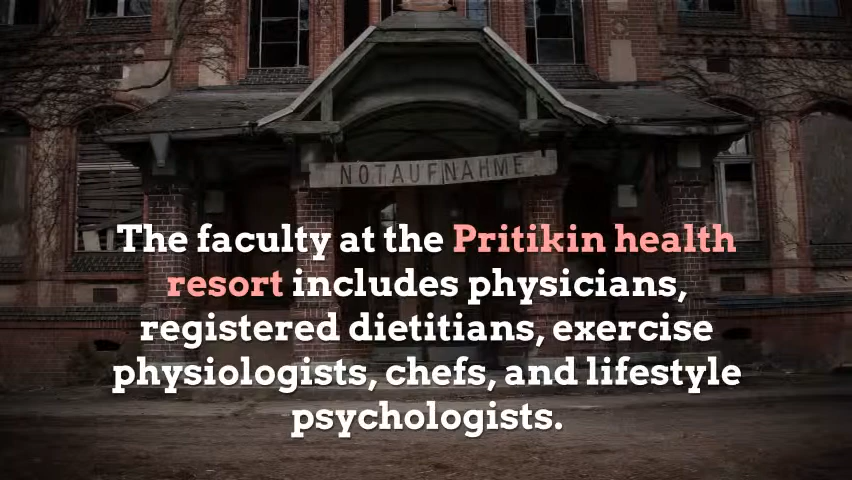 NOTAUFNAHME
The faculty at the Pritikin health
resort includes physicians,
registered dietitians, exercise
physiologists, chefs, and lifestyle
psychologists.